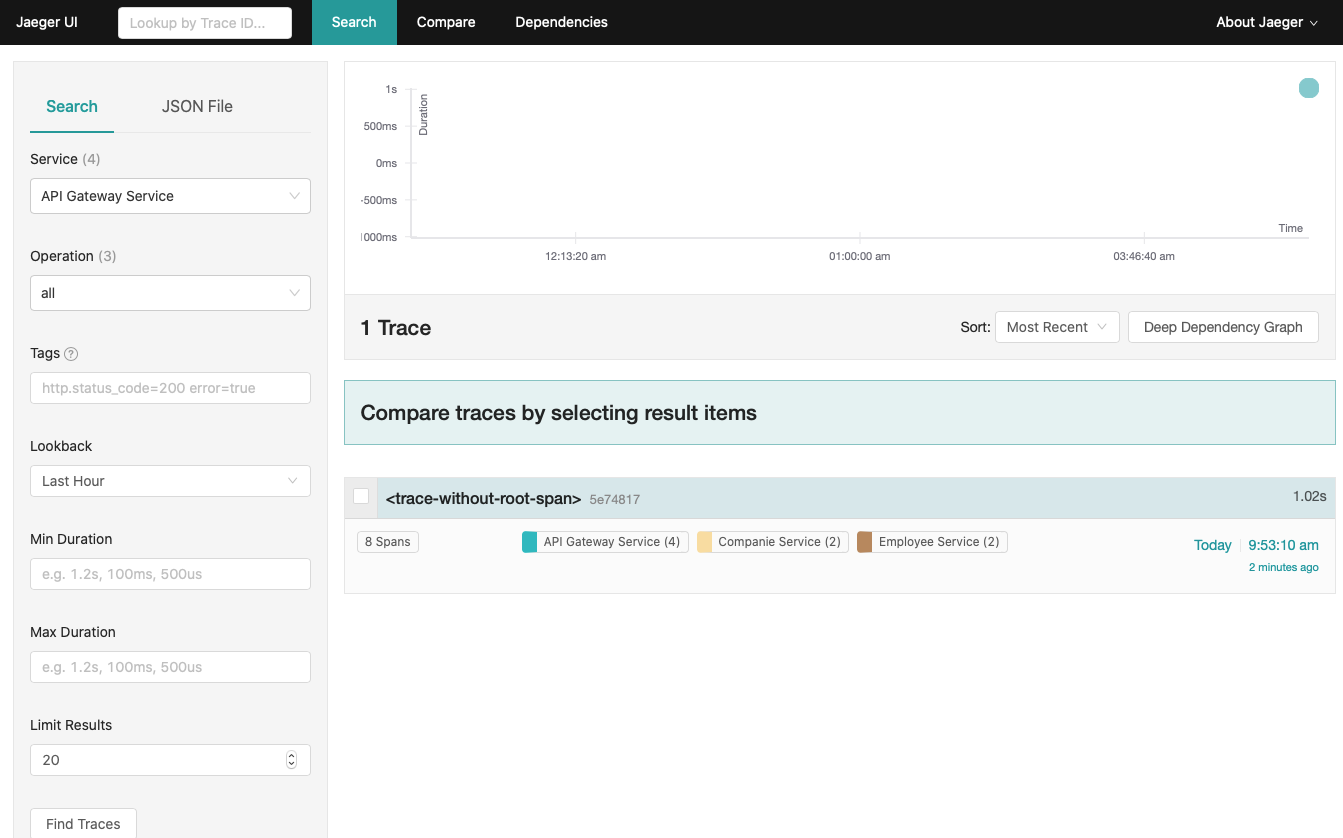 Jaeger UI
Lookup by Trace ID...
Search
Compare
Dependencies
About Jaeger
Search
JSON File
Service (4)
API Gateway Service
Operation (3)
all
Tags ?
http.status_code=200 error=true
Lookback
Last Hour
Min Duration
e.g. 1.2s, 100ms, 500us
Max Duration
e.g. 1.2s, 100ms, 500us
Limit Results
20
Find Traces
Duration
1s
500ms
0ms
-500ms
000ms
Time
12:13:20 am
01:00:00 am
03:46:40 am
1 Trace
Sort: Most Recent
Deep Dependency Graph
Compare traces by selecting result items
<trace-without-root-span> 5e74817
1.02s
8 Spans
API Gateway Service (4)
Companie Service (2)
Employee Service (2)
Today 9:53:10 am
2 minutes ago